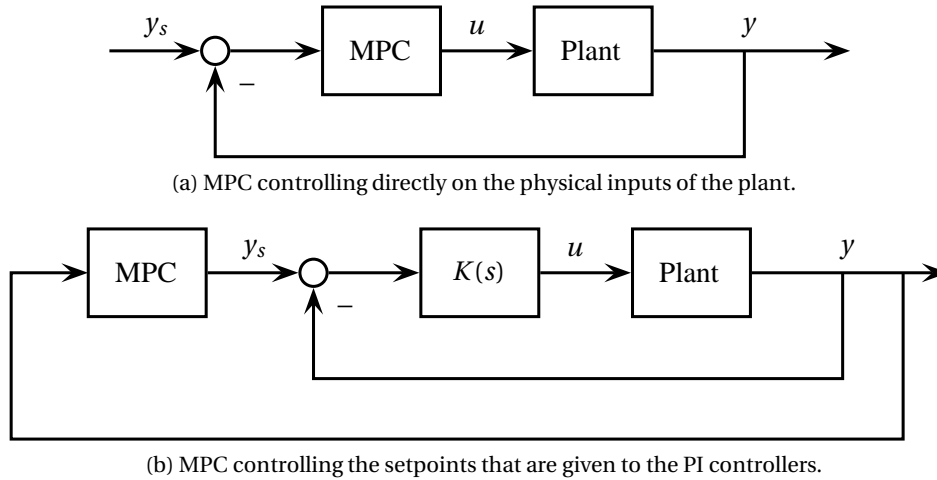 y_s
MPC
u
Plant
y
−
(a) MPC controlling directly on the physical inputs of the plant.
MPC
y_s
K(s)
u
Plant
y
−
(b) MPC controlling the setpoints that are given to the PI controllers.